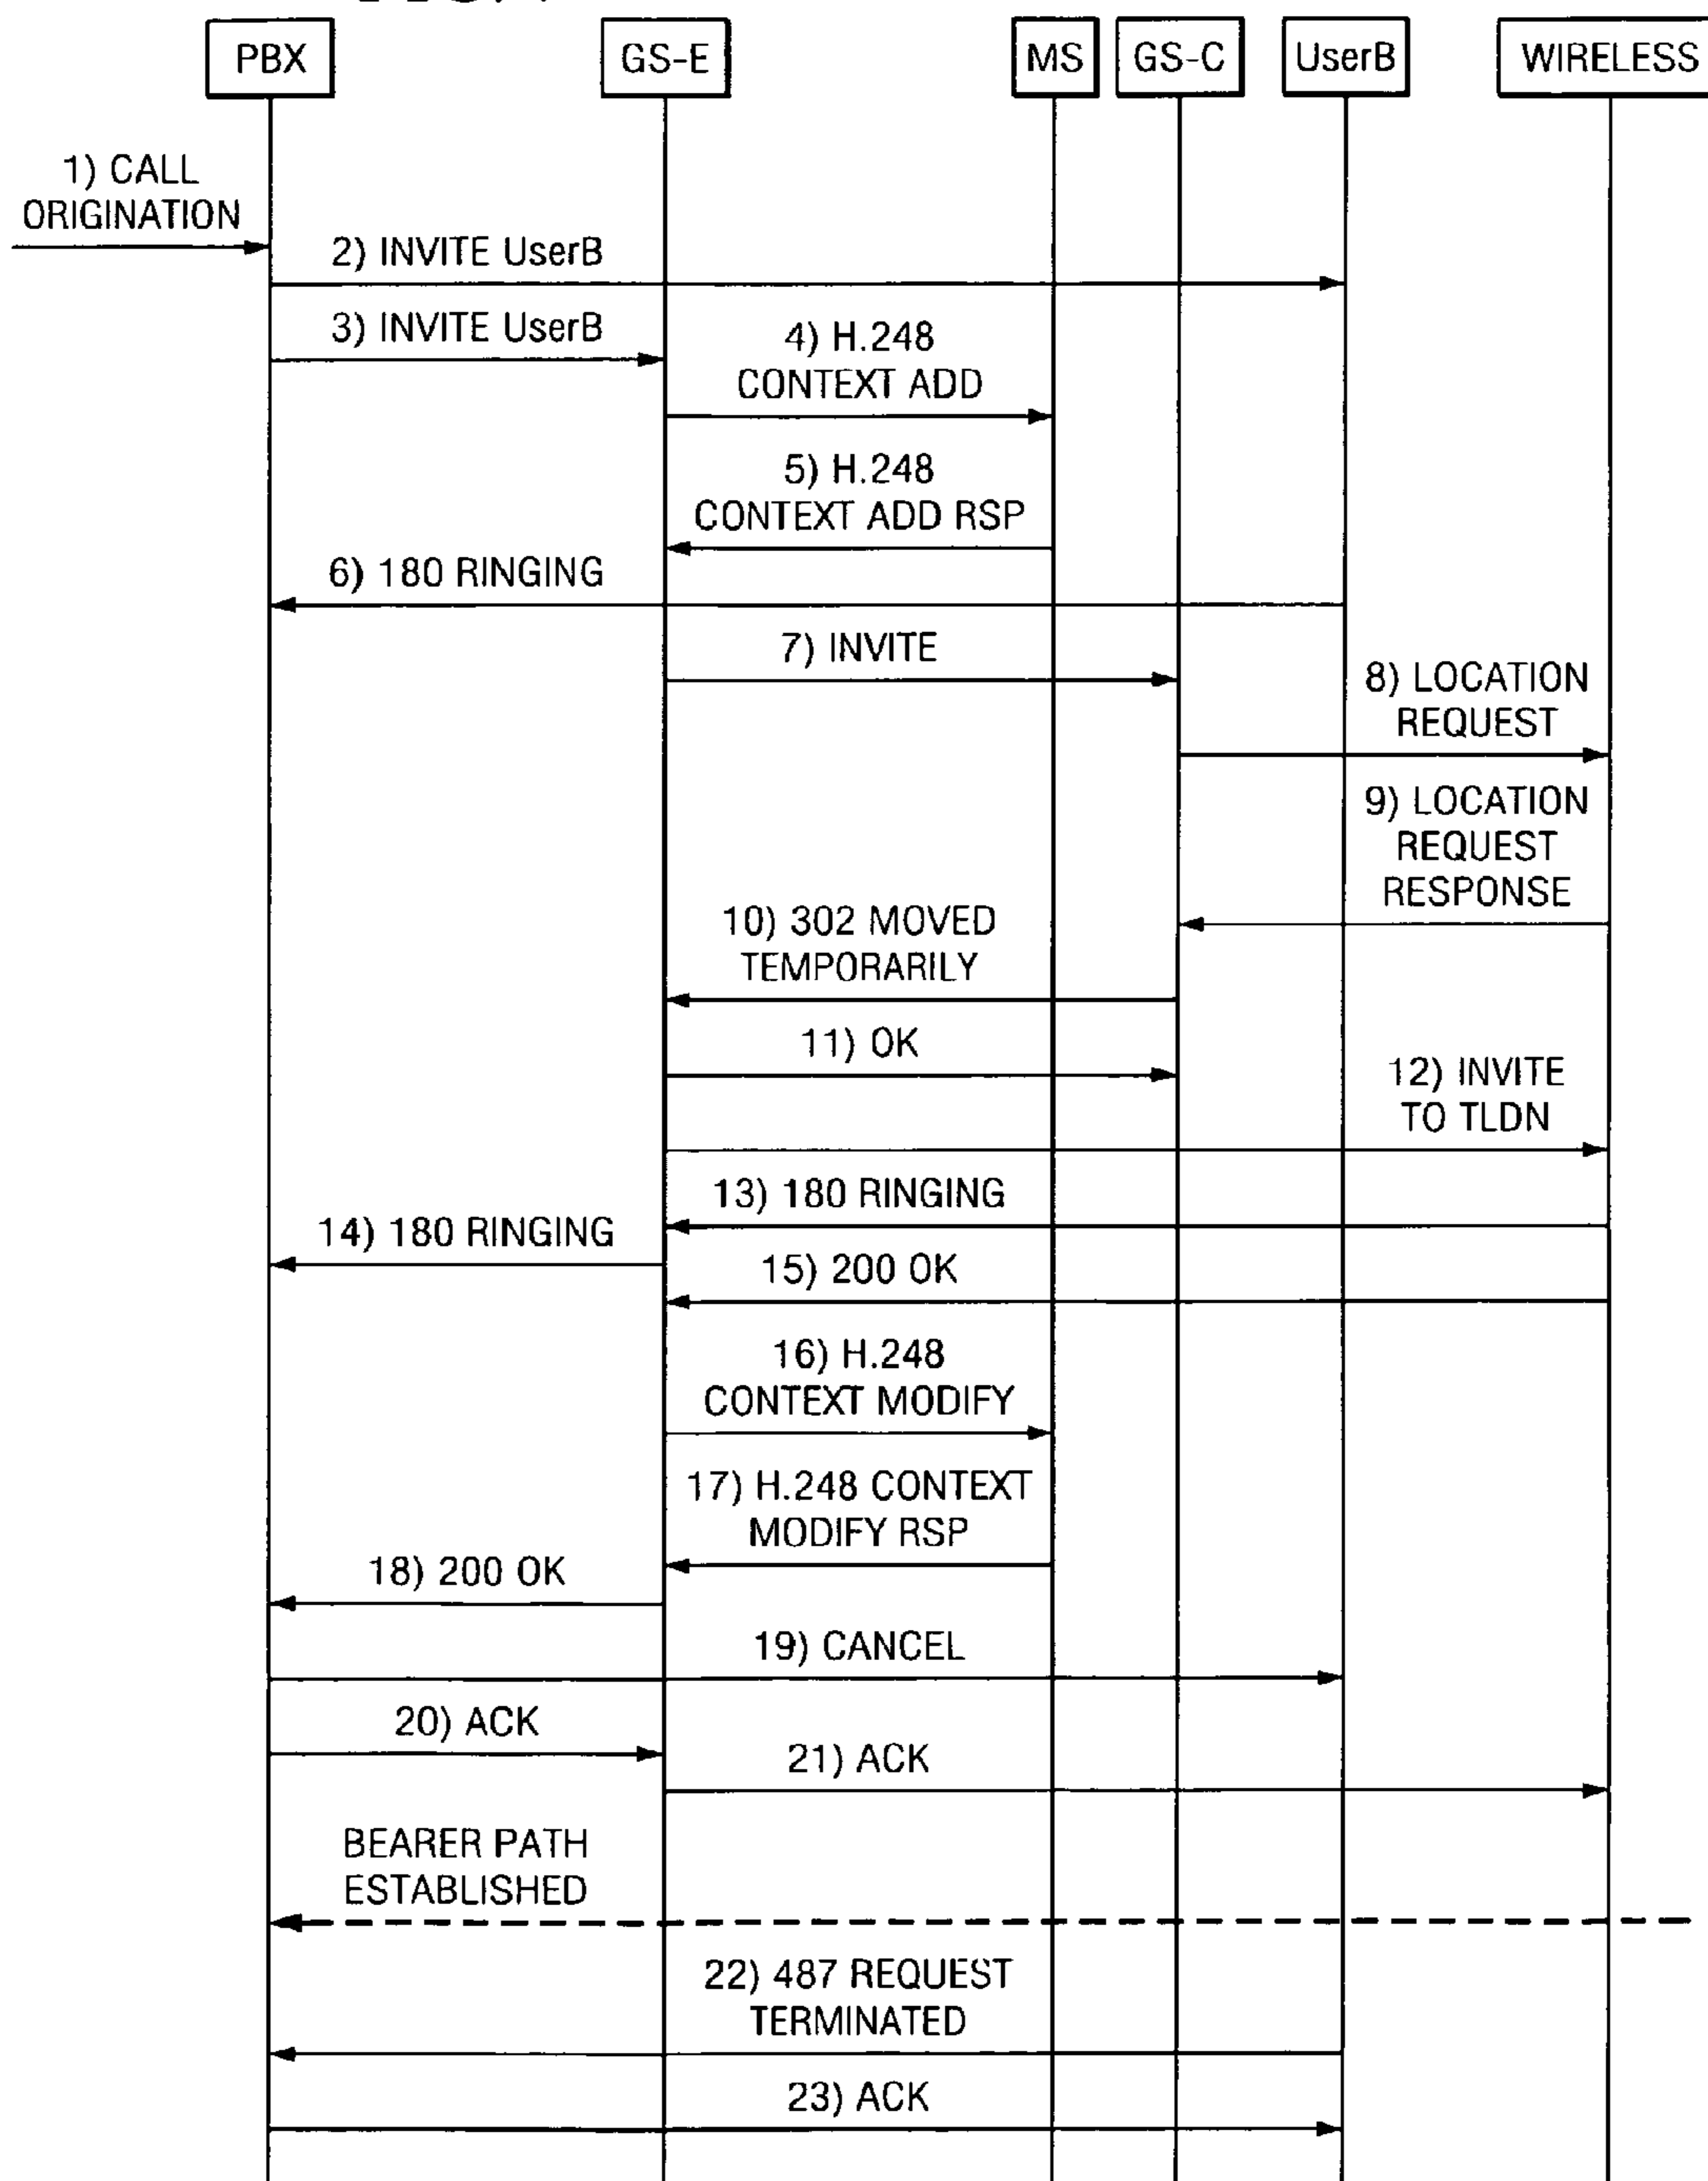 PBX GS-E MS GS-C UserB WIRELESS
1) CALL
ORIGINATION
2) INVITE UserB
3) INVITE UserB
4) H.248
CONTEXT ADD
5) H.248
CONTEXT ADD RSP
6) 180 RINGING
7) INVITE
8) LOCATION
REQUEST
9) LOCATION
REQUEST
RESPONSE
10) 302 MOVED
TEMPORARILY
11) OK
12) INVITE
TO TLDN
13) 180 RINGING
14) 180 RINGING
15) 200 OK
16) H.248
CONTEXT MODIFY
17) H.248 CONTEXT
MODIFY RSP
18) 200 OK
19) CANCEL
20) ACK
21) ACK
BEARER PATH
ESTABLISHED
22) 487 REQUEST
TERMINATED
23) ACK